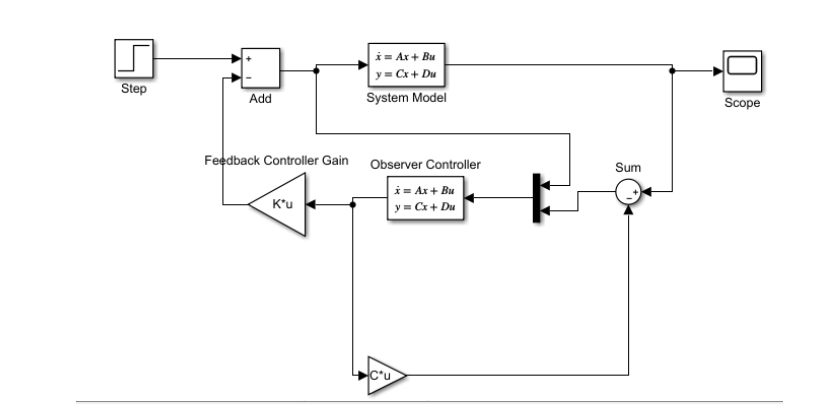 Step
+
−
Add
ẋ = Ax + Bu
y = Cx + Du
System Model
Scope
Feedback Controller Gain
K*u
Observer Controller
ẋ = Ax + Bu
y = Cx + Du
Sum
+
−
C*u